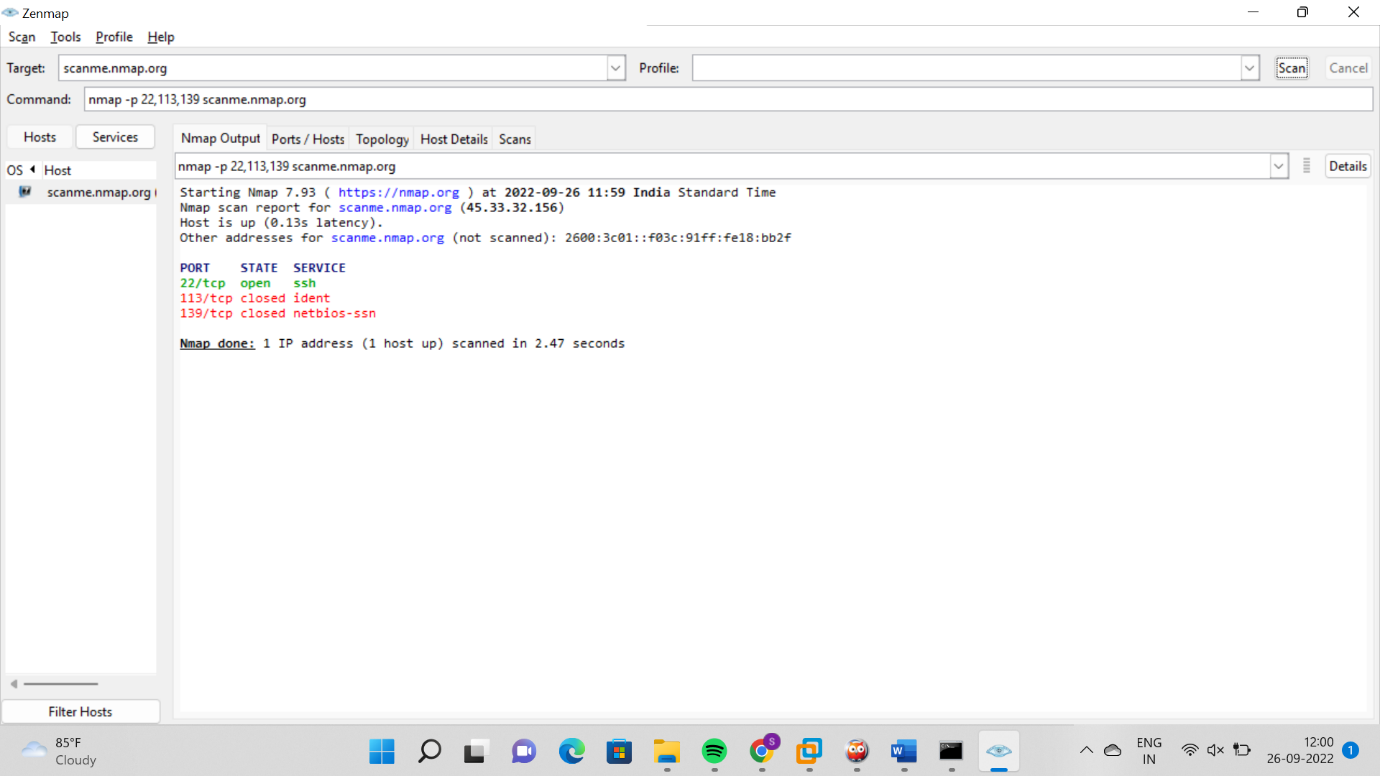 Zenmap
Scan Tools Profile Help
Target: scanme.nmap.org Profile: Scan Cancel
Command: nmap -p 22,113,139 scanme.nmap.org
Hosts Services
Nmap Output Ports / Hosts Topology Host Details Scans
OS Host
scanme.nmap.org (
nmap -p 22,113,139 scanme.nmap.org Details
Starting Nmap 7.93 ( https://nmap.org ) at 2022-09-26 11:59 India Standard Time
Nmap scan report for scanme.nmap.org (45.33.32.156)
Host is up (0.13s latency).
Other addresses for scanme.nmap.org (not scanned): 2600:3c01::f03c:91ff:fe18:bb2f
PORT STATE SERVICE
22/tcp open ssh
113/tcp closed ident
139/tcp closed netbios-ssn
Nmap done: 1 IP address (1 host up) scanned in 2.47 seconds
Filter Hosts
85°F
Cloudy
S
W
ENG
IN
12:00
26-09-2022
1